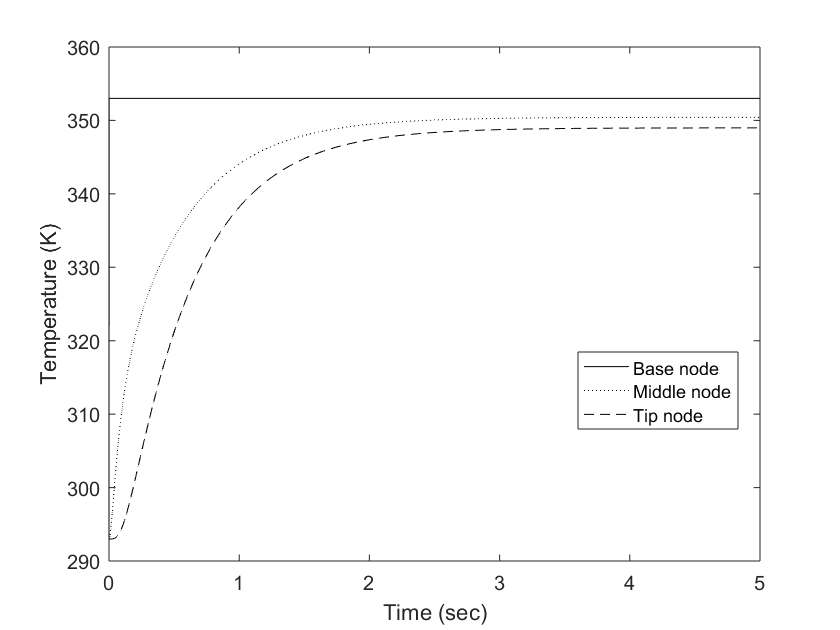 360
350
340
330
320
310
300
290
Temperature (K)
Base node
Middle node
Tip node
0 1 2 3 4 5
Time (sec)